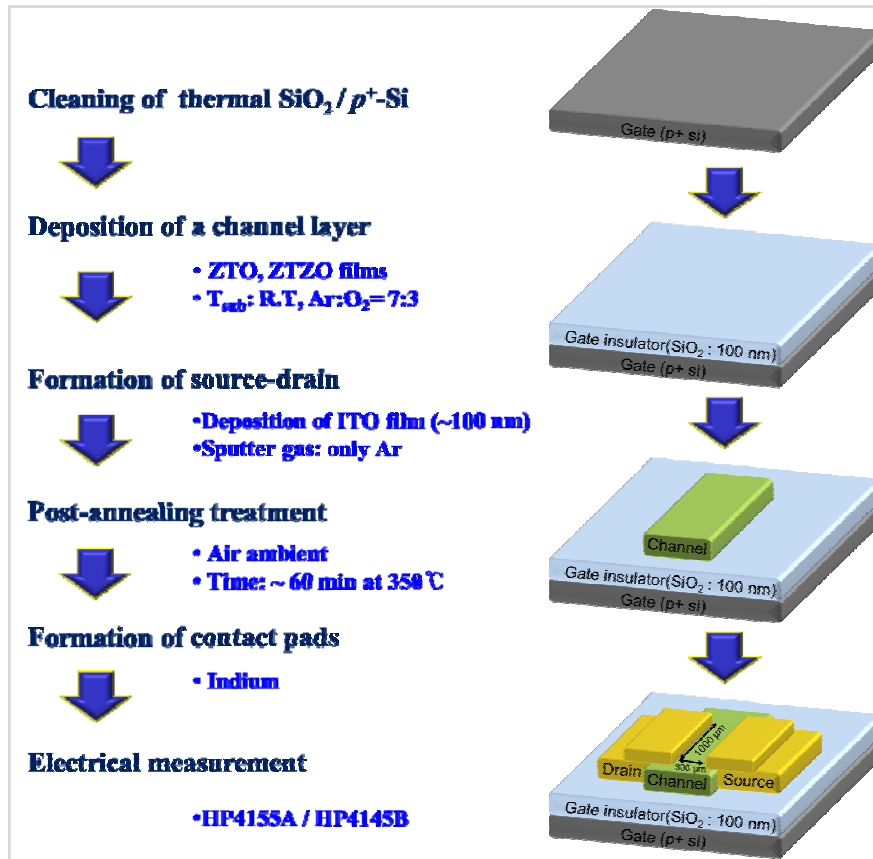 Cleaning of thermal SiO₂ / p⁺-Si
Deposition of a channel layer
• ZTO, ZTZO films
• Tsub: R.T, Ar:O₂= 7:3
Formation of source-drain
•Deposition of ITO film (~100 nm)
•Sputter gas: only Ar
Post-annealing treatment
• Air ambient
• Time: ~ 60 min at 350℃
Formation of contact pads
• Indium
Electrical measurement
•HP4155A / HP4145B
Gate (p+ si)
Gate insulator(SiO₂ : 100 nm)
Gate (p+ si)
Channel
Gate insulator(SiO₂ : 100 nm)
Gate (p+ si)
1000 μm
300 μm
Drain
Channel
Source
Gate insulator(SiO₂ : 100 nm)
Gate (p+ si)